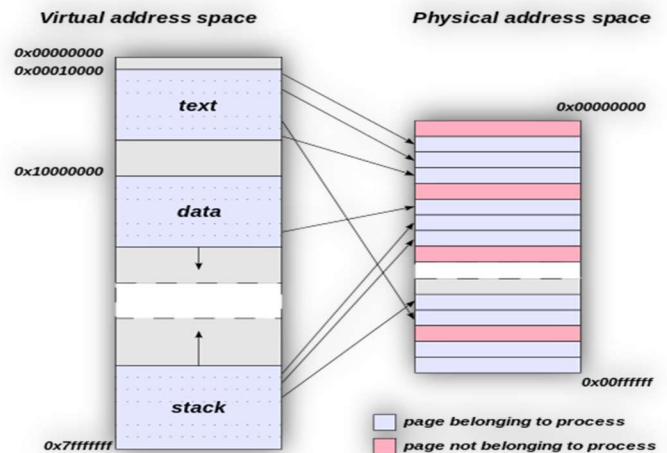 Virtual address space
Physical address space
0x00000000
0x00010000
text
0x00000000
0x10000000
data
stack
0x00ffffff
page belonging to process
0x7fffffff
page not belonging to process